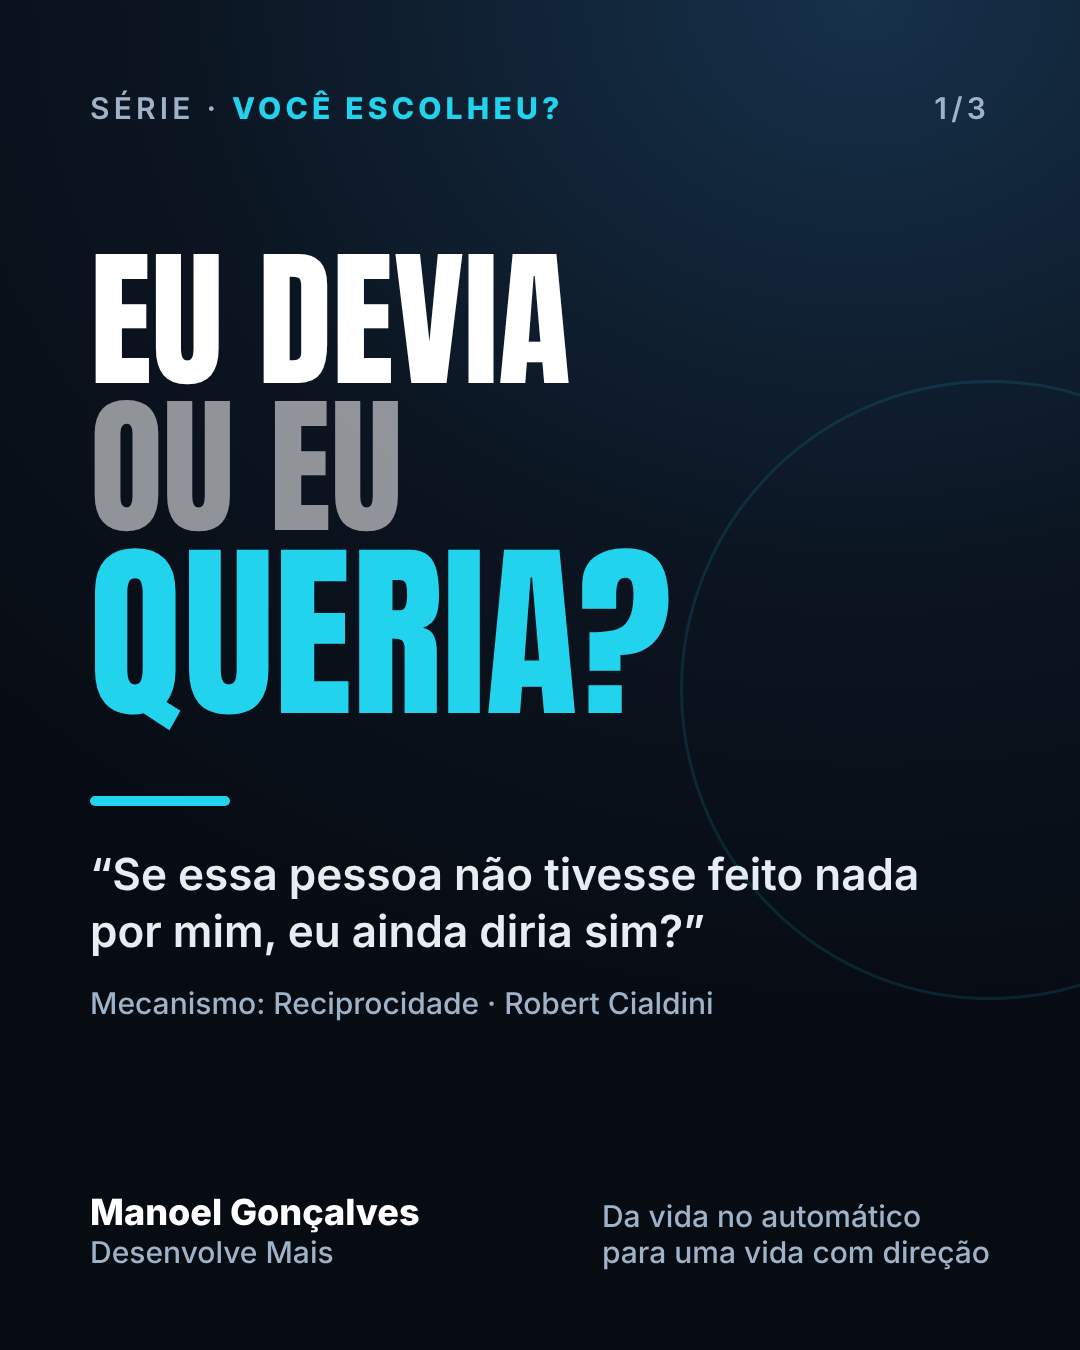 SÉRIE · VOCÊ ESCOLHEU?
1/3
EU DEVIA
OU EU
QUERIA?
“Se essa pessoa não tivesse feito nada
por mim, eu ainda diria sim?”
Mecanismo: Reciprocidade · Robert Cialdini
Manoel Gonçalves
Desenvolve Mais
Da vida no automático
para uma vida com direção